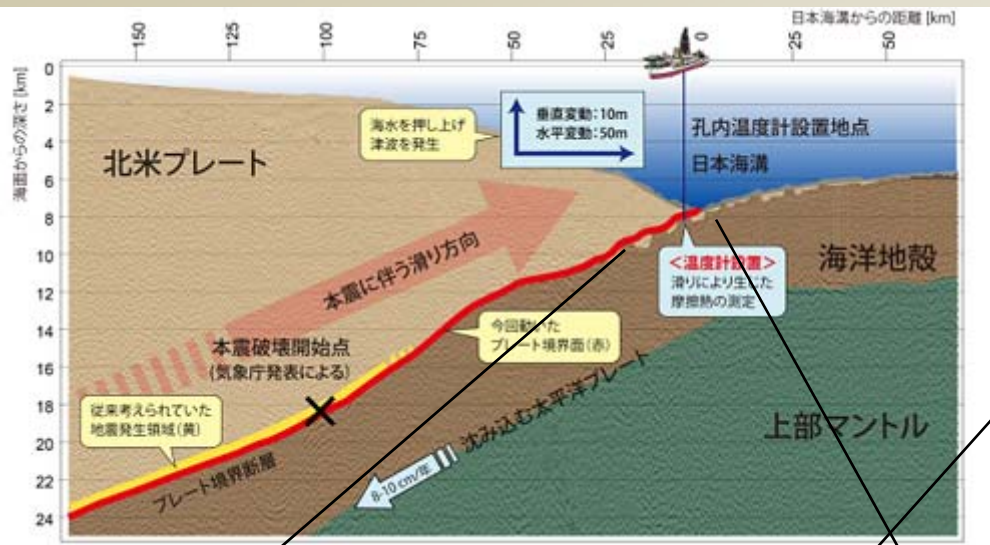 日本海溝からの距離 [km]
150 125 100 75 50 25 0 25 50
海面からの深さ [km]
0
2
4
6
8
10
12
14
16
18
20
22
24
北米プレート
海水を押し上げ
津波を発生
垂直変動:10m
水平変動:50m
孔内温度計設置地点
日本海溝
本震に伴う滑り方向
<温度計設置>
滑りにより生じた
摩擦熱の測定
海洋地殻
今回動いた
プレート境界面(赤)
本震破壊開始点
(気象庁発表による)
従来考えられていた
地震発生領域(黄)
プレート境界断層
8-10 cm/年
沈み込む太平洋プレート
上部マントル